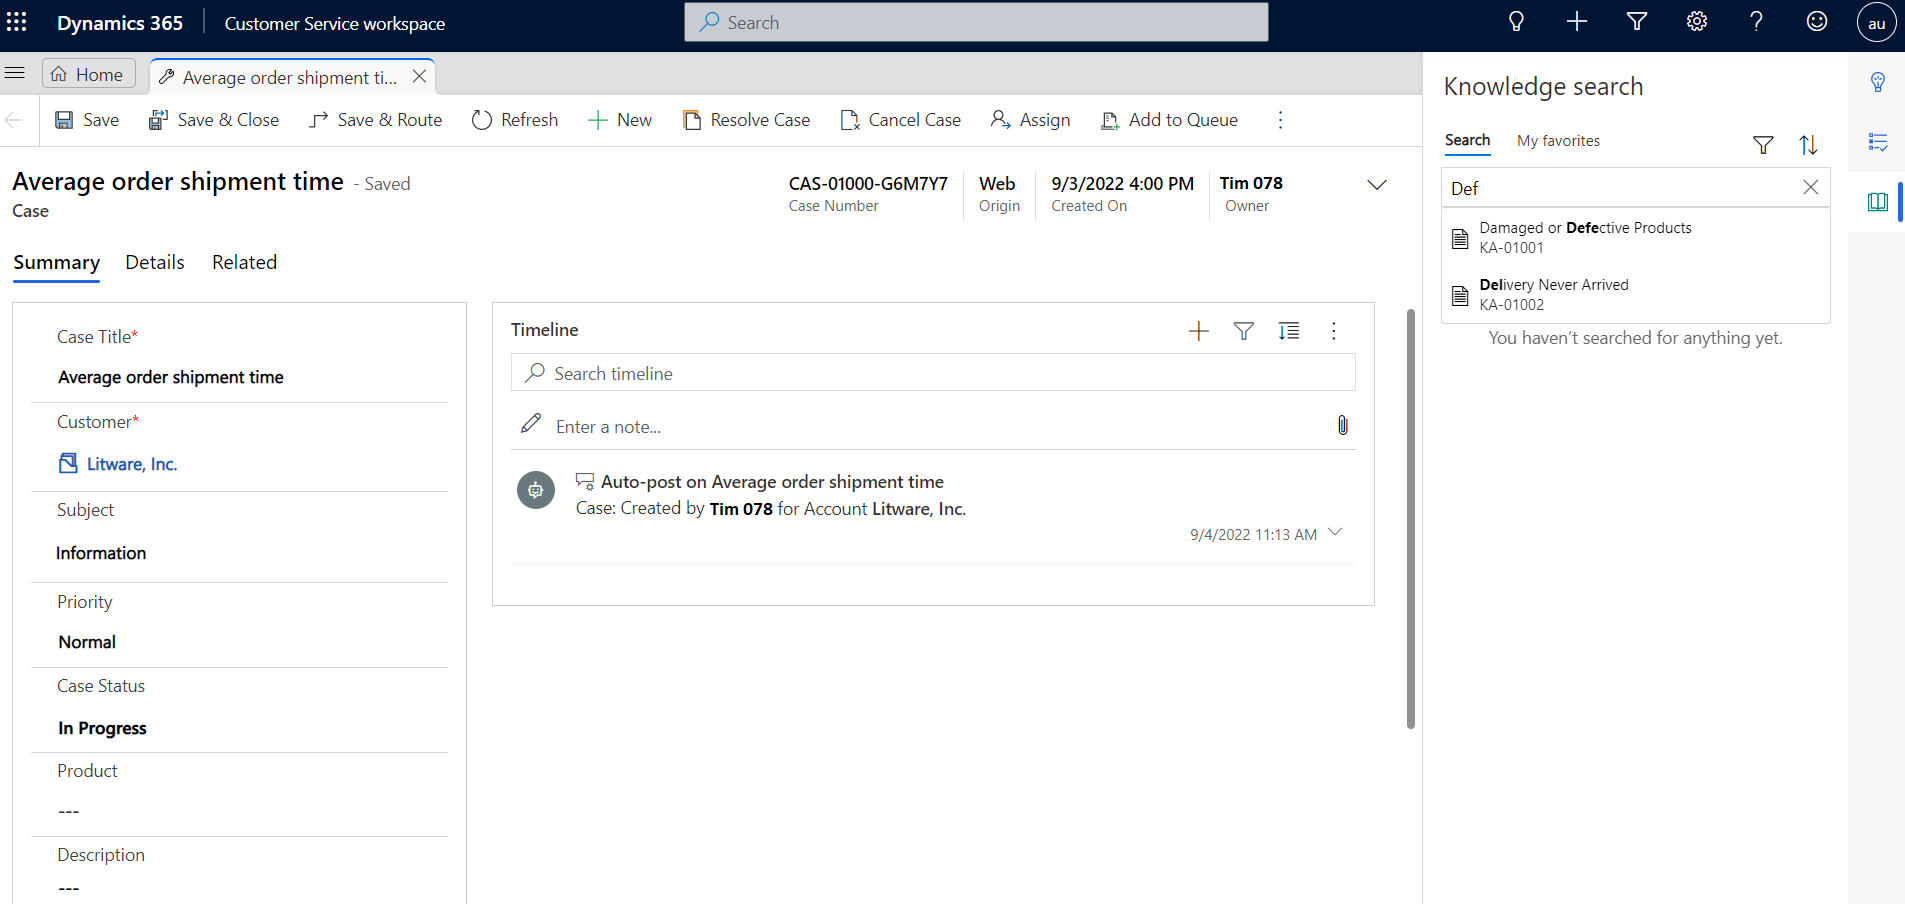 Dynamics 365
Customer Service workspace
Search
au
Home
Average order shipment ti...
Save
Save & Close
Save & Route
Refresh
New
Resolve Case
Cancel Case
Assign
Add to Queue
Average order shipment time - Saved
Case
CAS-01000-G6M7Y7
Case Number
Web
Origin
9/3/2022 4:00 PM
Created On
Tim 078
Owner
Summary
Details
Related
Case Title*
Average order shipment time
Customer*
Litware, Inc.
Subject
Information
Priority
Normal
Case Status
In Progress
Product
---
Description
---
Timeline
Search timeline
Enter a note...
Auto-post on Average order shipment time
Case: Created by Tim 078 for Account Litware, Inc.
9/4/2022 11:13 AM
Knowledge search
Search
My favorites
Def
Damaged or Defective Products
KA-01001
Delivery Never Arrived
KA-01002
You haven't searched for anything yet.